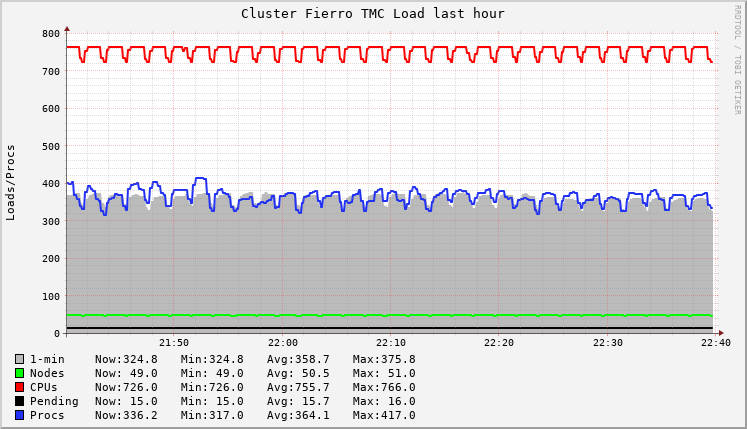 Cluster Fierro TMC Load last hour
RRDTOOL / TOBI OETIKER
Loads/Procs
800
700
600
500
400
300
200
100
0
21:50 22:00 22:10 22:20 22:30 22:40
1-min Now:324.8 Min:324.8 Avg:358.7 Max:375.8
Nodes Now: 49.0 Min: 49.0 Avg: 50.5 Max: 51.0
CPUs Now:726.0 Min:726.0 Avg:755.7 Max:766.0
Pending Now: 15.0 Min: 15.0 Avg: 15.7 Max: 16.0
Procs Now:336.2 Min:317.0 Avg:364.1 Max:417.0